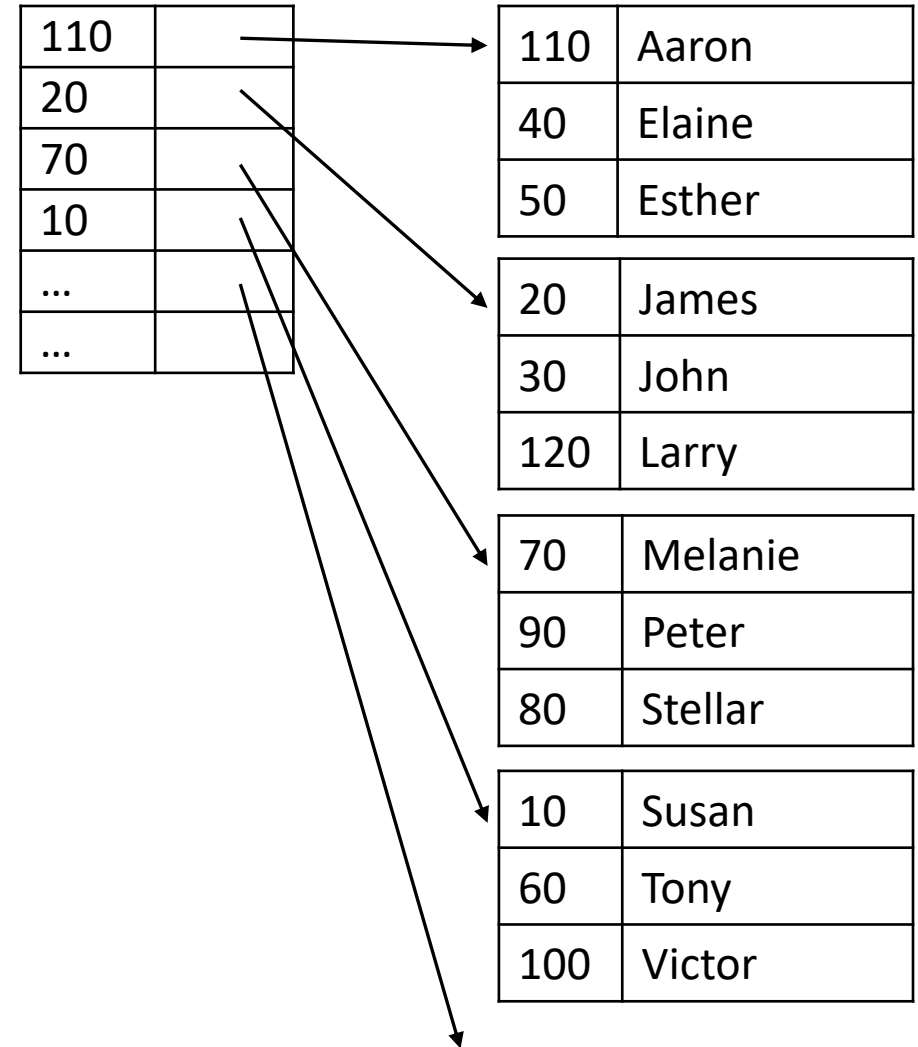 110
20
70
10
...
...
110 Aaron
40 Elaine
50 Esther
20 James
30 John
120 Larry
70 Melanie
90 Peter
80 Stellar
10 Susan
60 Tony
100 Victor